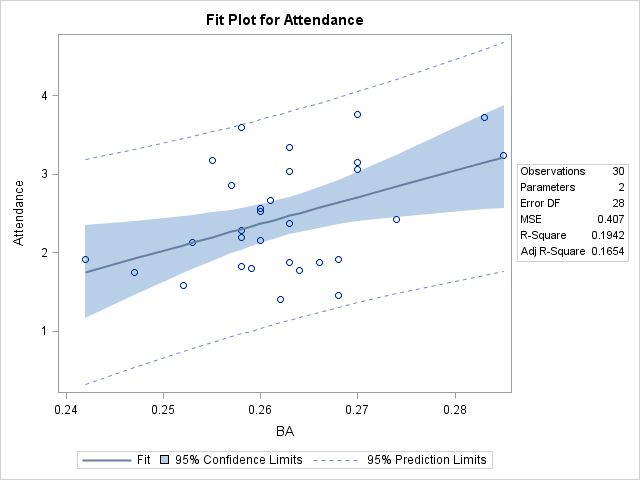 Fit Plot for Attendance
4
3
2
1
Attendance
0.24 0.25 0.26 0.27 0.28
BA
Observations 30
Parameters 2
Error DF 28
MSE 0.407
R-Square 0.1942
Adj R-Square 0.1654
Fit 95% Confidence Limits 95% Prediction Limits